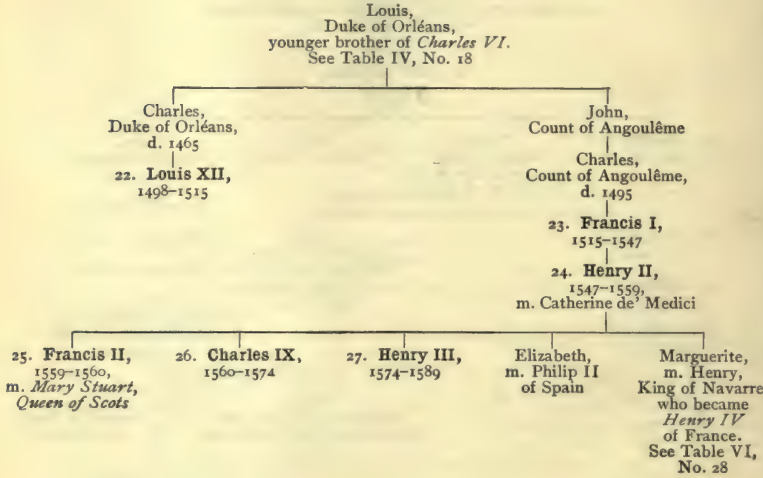 Louis,
Duke of Orléans,
younger brother of Charles VI.
See Table IV, No. 18
Charles,
Duke of Orléans,
d. 1465
22. Louis XII,
1498–1515
John,
Count of Angoulême
Charles,
Count of Angoulême,
d. 1495
23. Francis I,
1515–1547
24. Henry II,
1547–1559,
m. Catherine de' Medici
25. Francis II,
1559–1560,
m. Mary Stuart,
Queen of Scots
26. Charles IX,
1560–1574
27. Henry III,
1574–1589
Elizabeth,
m. Philip II
of Spain
Marguerite,
m. Henry,
King of Navarre
who became
Henry IV
of France.
See Table VI,
No. 28